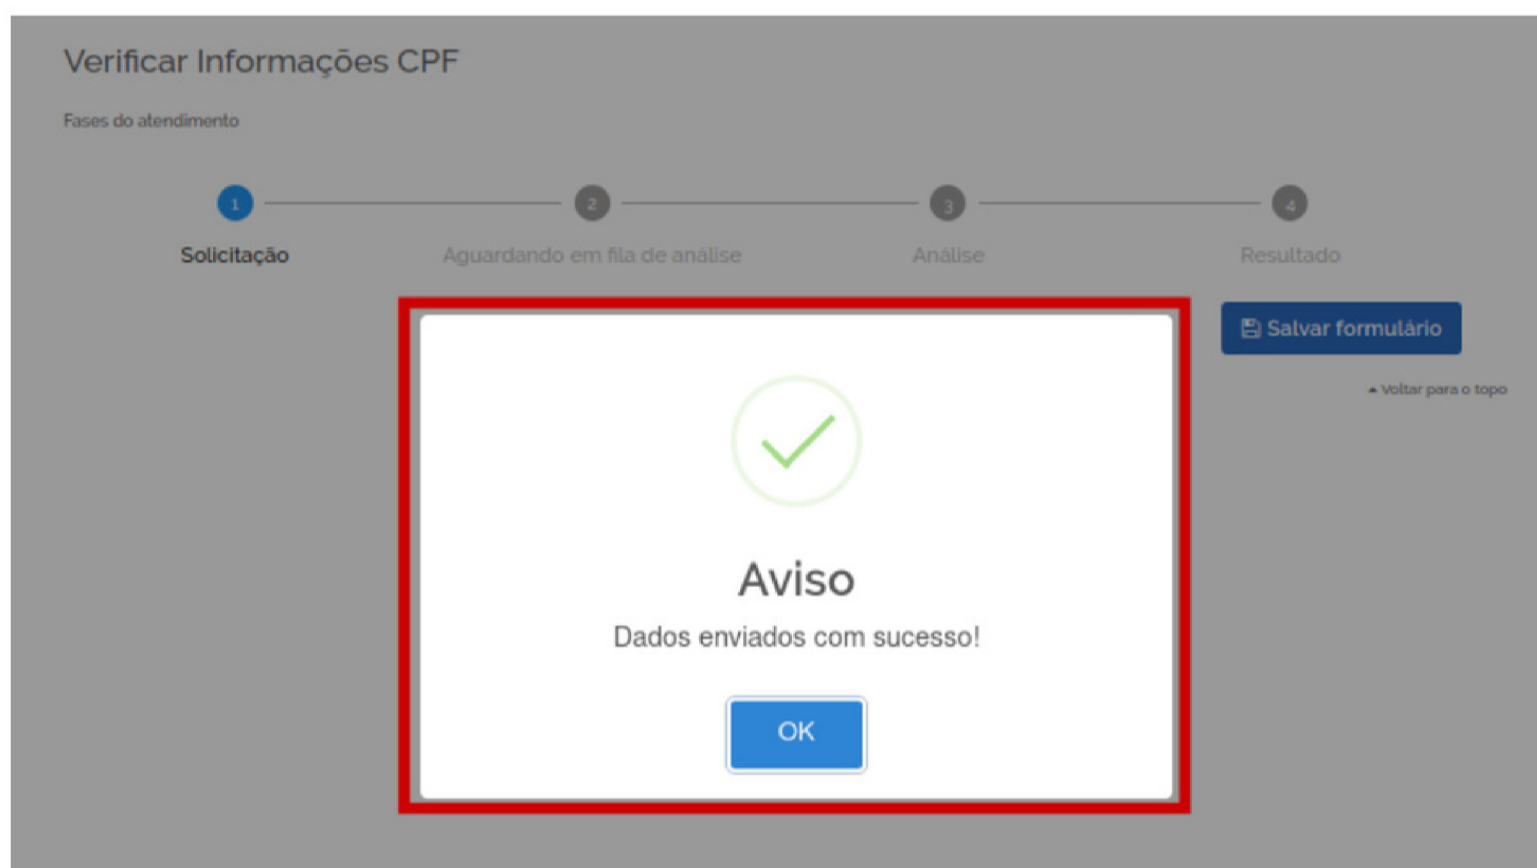 Verificar Informações CPF
Fases do atendimento
1 2 3 4
Solicitação Aguardando em fila de análise Análise Resultado
Salvar formulário
Voltar para o topo
Aviso
Dados enviados com sucesso!
OK